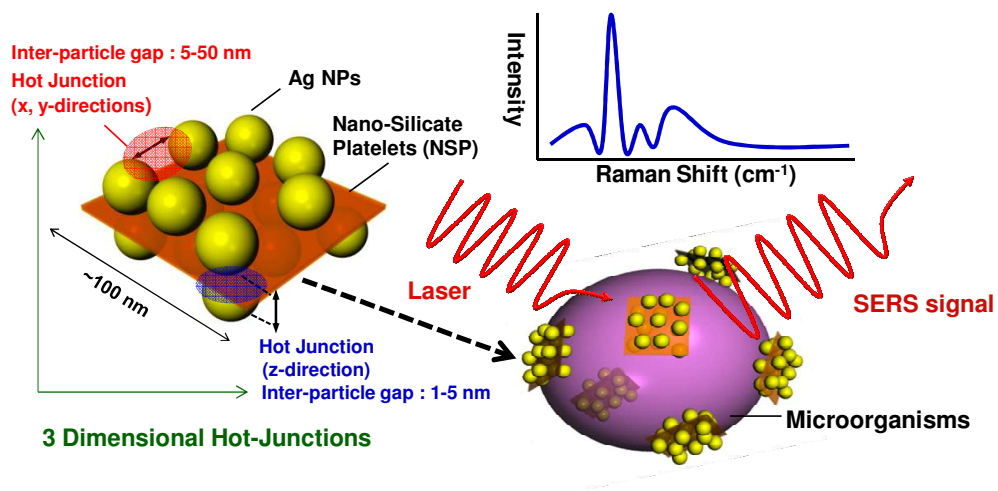 Inter-particle gap : 5-50 nm
Hot Junction
(x, y-directions)
Ag NPs
Nano-Silicate
Platelets (NSP)
~100 nm
Hot Junction
(z-direction)
Inter-particle gap : 1-5 nm
3 Dimensional Hot-Junctions
Intensity
Raman Shift (cm⁻¹)
Laser
SERS signal
Microorganisms